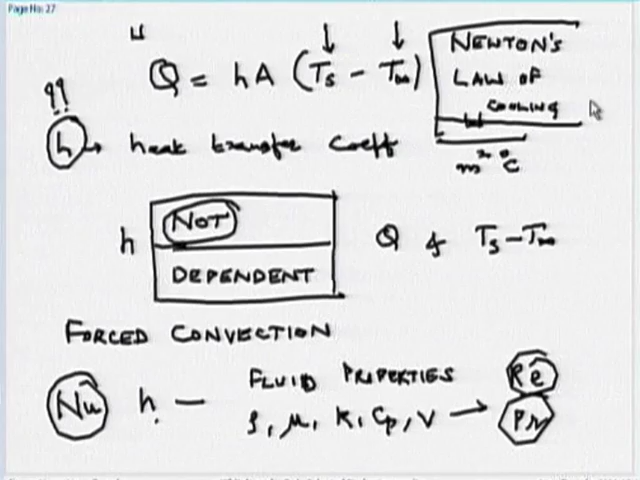 Page No: 27
Q = hA (Ts - T∞)
NEWTON'S
LAW OF
COOLING
W
m² °C
!!
h → heat transfer coeff
h NOT DEPENDENT Q & Ts-T∞
FORCED CONVECTION
Nu h - FLUID PROPERTIES
ρ, μ, K, Cp, V → Re
Pr